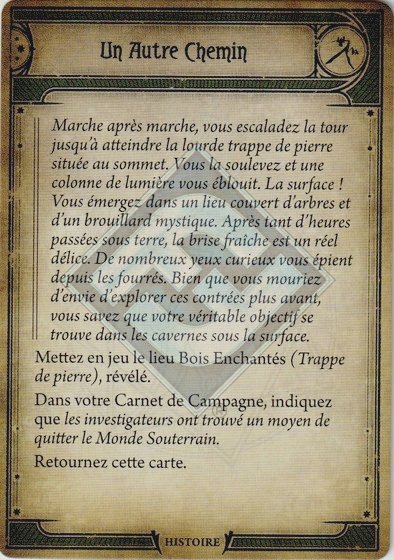 Un Autre Chemin
Marche après marche, vous escaladez la tour
jusqu'à atteindre la lourde trappe de pierre
située au sommet. Vous la soulevez et une
colonne de lumière vous éblouit. La surface !
Vous émergez dans un lieu couvert d'arbres et
d'un brouillard mystique. Après tant d'heures
passées sous terre, la brise fraîche est un réel
délice. De nombreux yeux curieux vous épient
depuis les fourrés. Bien que vous mouriez
d'envie d'explorer ces contrées plus avant,
vous savez que votre véritable objectif se
trouve dans les cavernes sous la surface.
Mettez en jeu le lieu Bois Enchantés (Trappe
de pierre), révélé.
Dans votre Carnet de Campagne, indiquez
que les investigateurs ont trouvé un moyen de
quitter le Monde Souterrain.
Retournez cette carte.
HISTOIRE